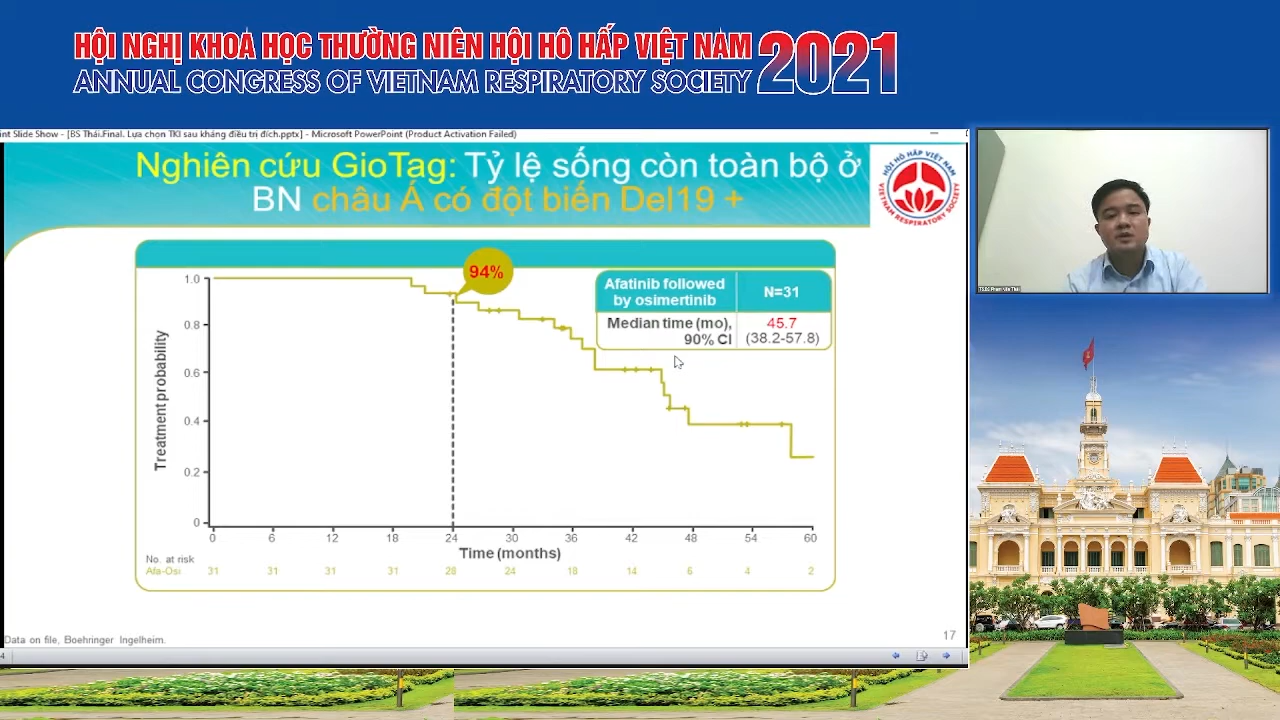 HỘI NGHỊ KHOA HỌC THƯỜNG NIÊN HỘI HÔ HẤP VIỆT NAM 2021
ANNUAL CONGRESS OF VIETNAM RESPIRATORY SOCIETY
int Slide Show - [BS Thái.Final. Lựa chọn TKI sau kháng điều trị đích.pptx] - Microsoft PowerPoint (Product Activation Failed)
Nghiên cứu GioTag: Tỷ lệ sống còn toàn bộ ở
BN châu Á có đột biến Del19 +
HỘI HÔ HẤP VIỆT NAM
VIETNAM RESPIRATORY SOCIETY
94%
Afatinib followed
by osimertinib
N=31
Median time (mo),
90% CI
45.7
(38.2-57.8)
Treatment probability
1.0
0.8
0.6
0.4
0.2
0
0 6 12 18 24 30 36 42 48 54 60
Time (months)
No. at risk
Afa-Osi 31 31 31 31 28 24 18 14 6 4 2
Data on file, Boehringer Ingelheim.
17